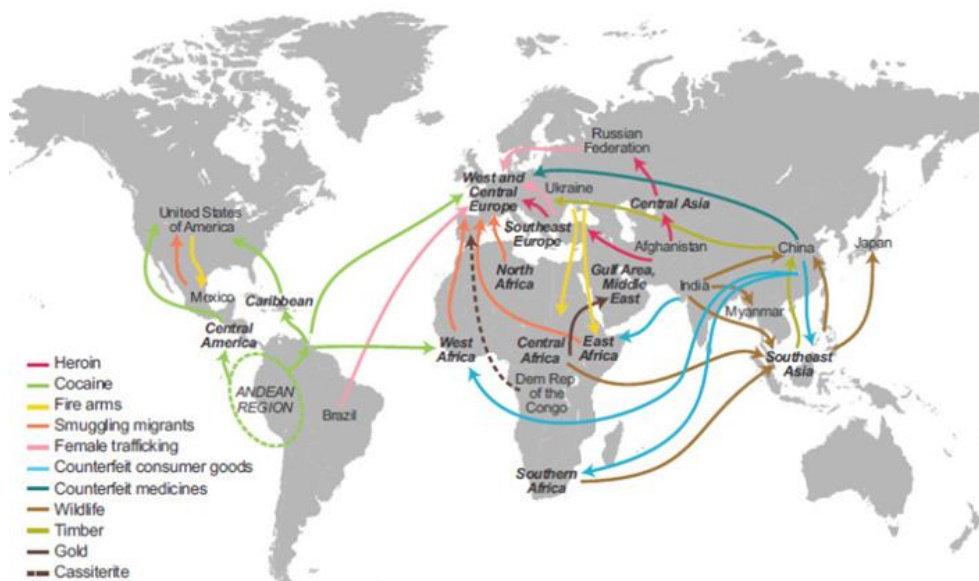 Russian
Federation
West and
Central
Europe
Ukraine
Central Asia
United States
of America
Southeast
Europe
Afghanistan
China
Japan
North
Africa
Gulf Area,
Middle
East
India
Mexico
Caribbean
Myanmar
Central
America
West
Africa
Central
Africa
East
Africa
Southeast
Asia
Dem Rep
of the
Congo
ANDEAN
REGION
Brazil
Southern
Africa
Heroin
Cocaine
Fire arms
Smuggling migrants
Female trafficking
Counterfeit consumer goods
Counterfeit medicines
Wildlife
Timber
Gold
Cassiterite